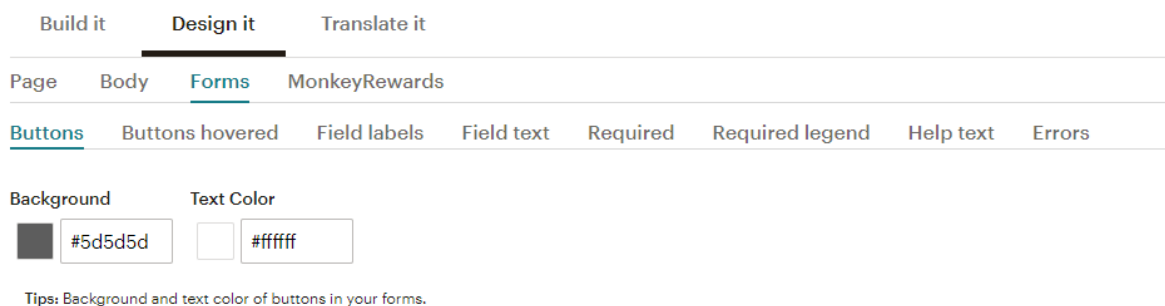 Build it Design it Translate it
Page Body Forms MonkeyRewards
Buttons Buttons hovered Field labels Field text Required Required legend Help text Errors
Background Text Color
#5d5d5d #ffffff
Tips: Background and text color of buttons in your forms.